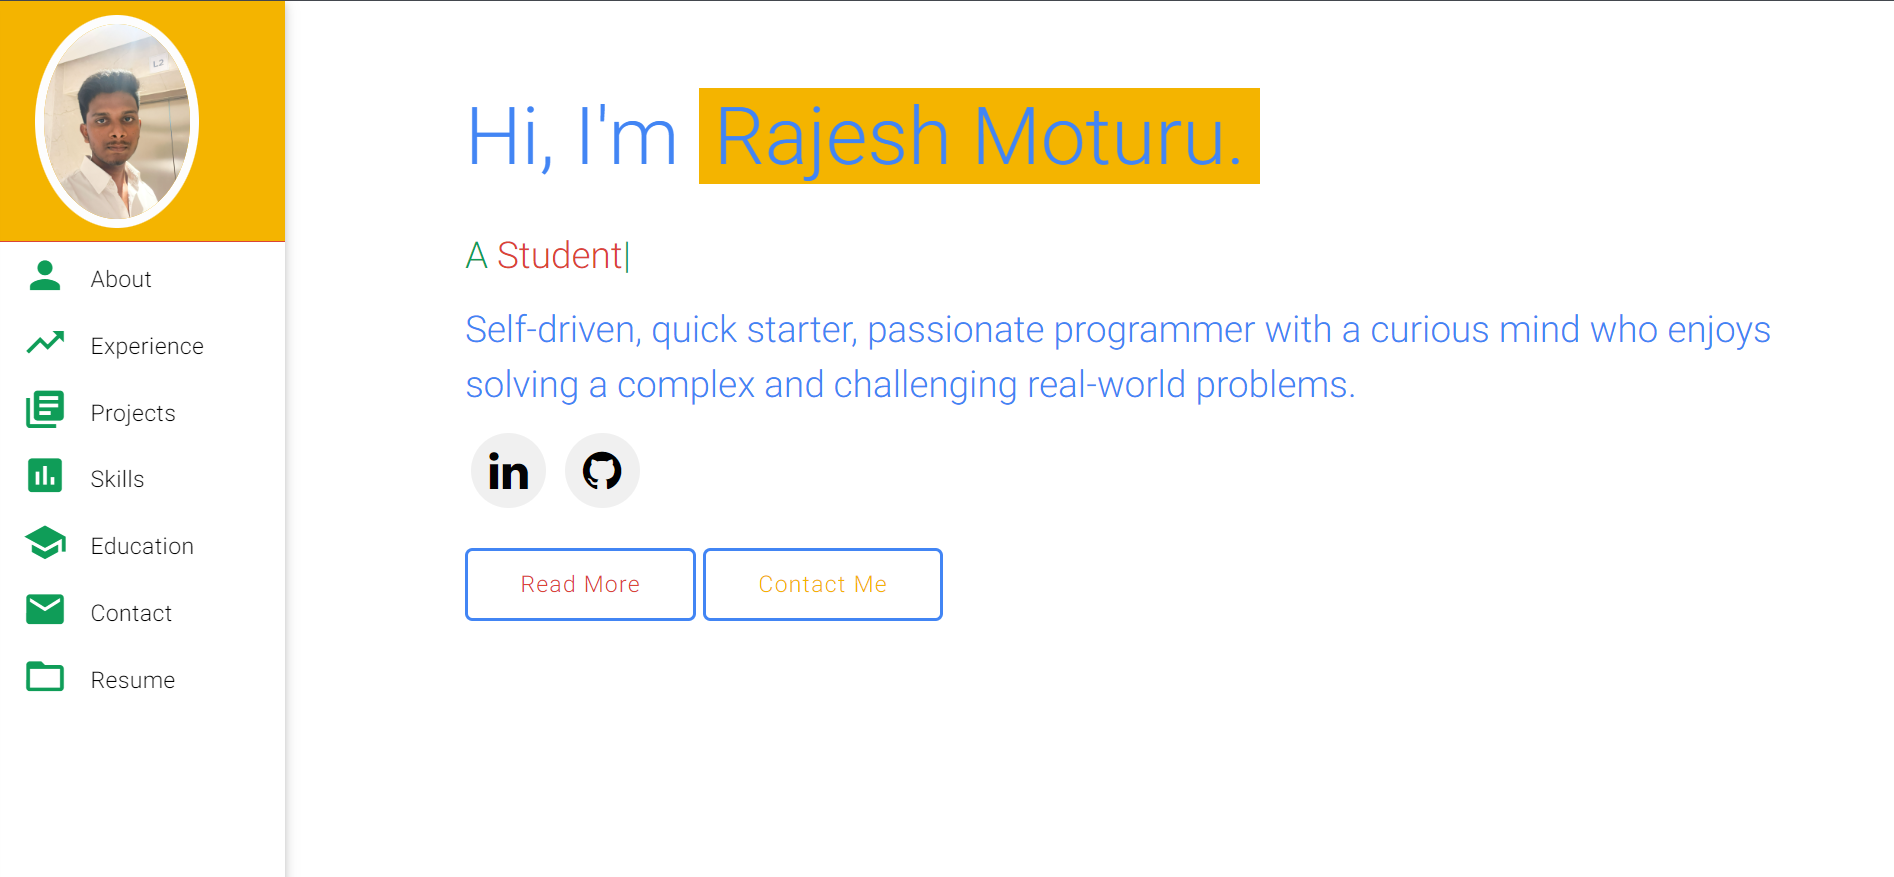 L2
About
Experience
Projects
Skills
Education
Contact
Resume
Hi, I'm Rajesh Moturu.
A Student|
Self-driven, quick starter, passionate programmer with a curious mind who enjoys
solving a complex and challenging real-world problems.
in
Read More
Contact Me